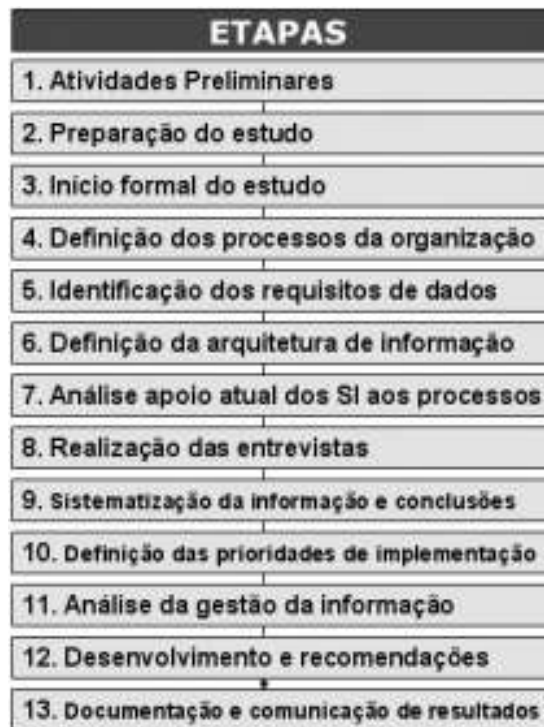 ETAPAS
1. Atividades Preliminares
2. Preparação do estudo
3. Início formal do estudo
4. Definição dos processos da organização
5. Identificação dos requisitos de dados
6. Definição da arquitetura de informação
7. Análise apoio atual dos SI aos processos
8. Realização das entrevistas
9. Sistematização da informação e conclusões
10. Definição das prioridades de implementação
11. Análise da gestão da informação
12. Desenvolvimento e recomendações
13. Documentação e comunicação de resultados